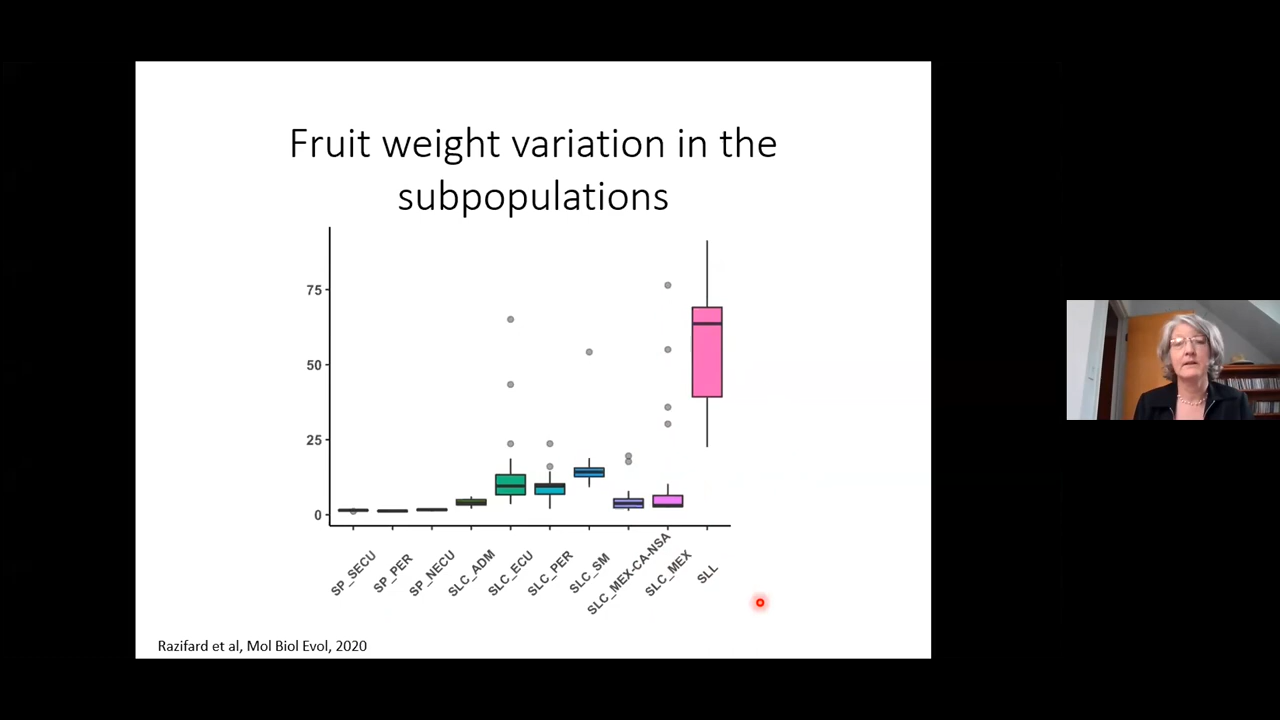 Fruit weight variation in the
subpopulations
75
50
25
0
SP_SECU
SP_PER
SP_NECU
SLC_ADM
SLC_ECU
SLC_PER
SLC_SM
SLC_MEX-CA-NSA
SLC_MEX
SLL
Razifard et al, Mol Biol Evol, 2020